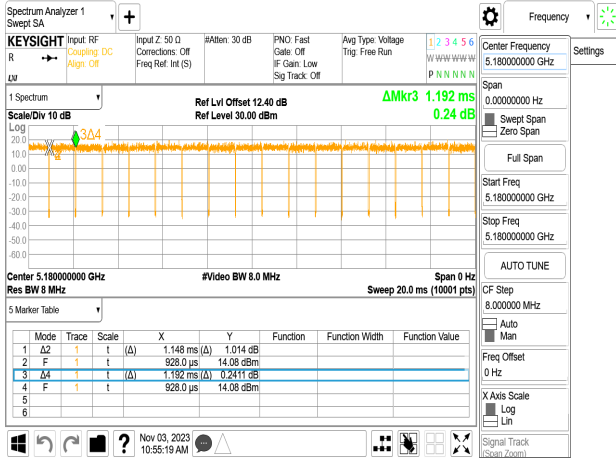 Spectrum Analyzer 1
Swept SA
Frequency
Settings
KEYSIGHT
R
LXI
Input: RF
Coupling: DC
Align: Off
Input Z: 50 Ω
Corrections: Off
Freq Ref: Int (S)
#Atten: 30 dB
PNO: Fast
Gate: Off
IF Gain: Low
Sig Track: Off
Avg Type: Voltage
Trig: Free Run
1 2 3 4 5 6
W W W W W W
P N N N N N
1 Spectrum
Scale/Div 10 dB
Ref Lvl Offset 12.40 dB
Ref Level 30.00 dBm
ΔMkr3 1.192 ms
0.24 dB
Log
3Δ4
20.0
10.0
0.00
-10.0
-20.0
-30.0
-40.0
-50.0
-60.0
Center 5.180000000 GHz
Res BW 8 MHz
#Video BW 8.0 MHz
Span 0 Hz
Sweep 20.0 ms (10001 pts)
5 Marker Table
Mode Trace Scale X Y Function Function Width Function Value
1 Δ2 1 t (Δ) 1.148 ms (Δ) 1.014 dB
2 F 1 t 928.0 µs 14.08 dBm
3 Δ4 1 t (Δ) 1.192 ms (Δ) 0.2411 dB
4 F 1 t 928.0 µs 14.08 dBm
5
6
Nov 03, 2023
10:55:19 AM
Center Frequency
5.180000000 GHz
Span
0.00000000 Hz
Swept Span
Zero Span
Full Span
Start Freq
5.180000000 GHz
Stop Freq
5.180000000 GHz
AUTO TUNE
CF Step
8.000000 MHz
Auto
Man
Freq Offset
0 Hz
X Axis Scale
Log
Lin
Signal Track
(Span Zoom)